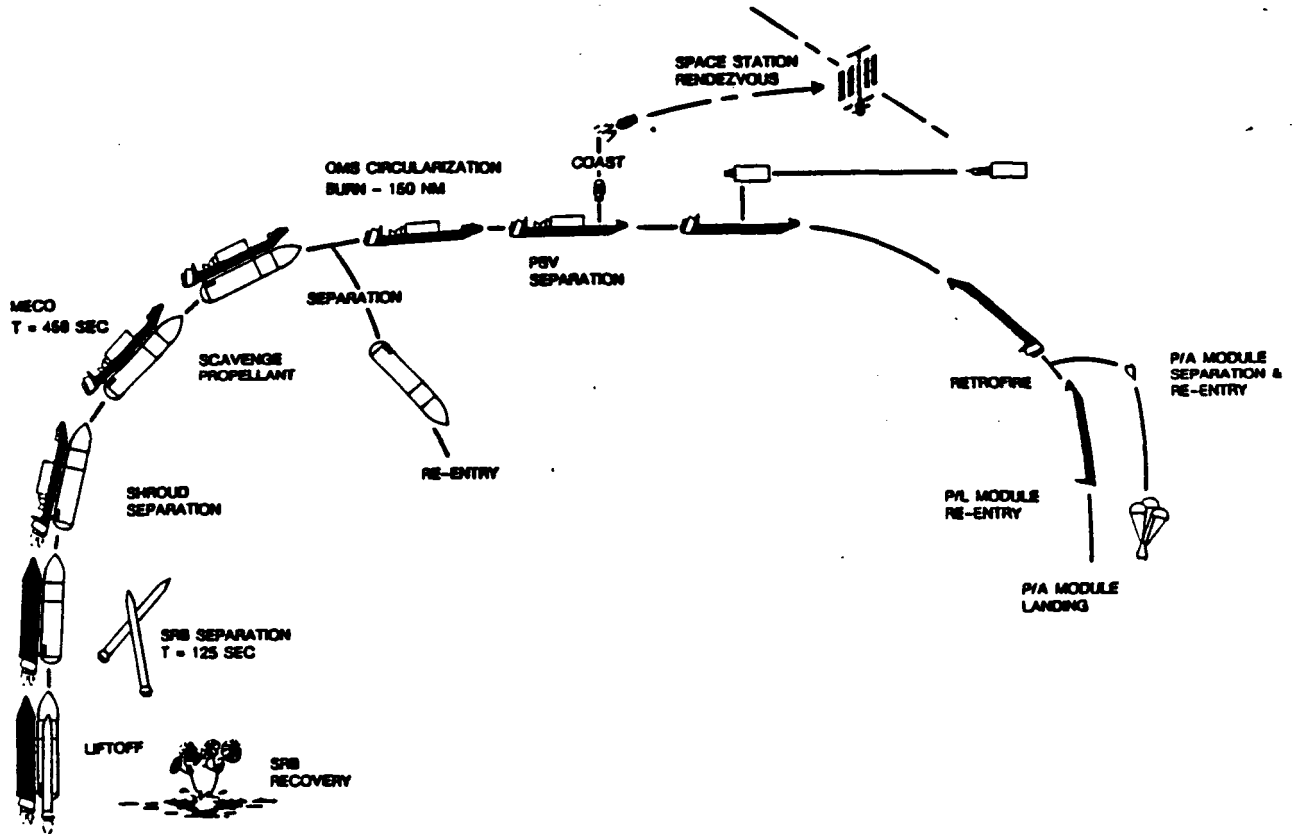 SPACE STATION
RENDEZVOUS
OMS CIRCULARIZATION
BURN - 150 NM
COAST
PSV
SEPARATION
SEPARATION
MECO
T = 458 SEC
SCAVENGE
PROPELLANT
RE-ENTRY
RETROFIRE
P/A MODULE
SEPARATION &
RE-ENTRY
SHROUD
SEPARATION
P/L MODULE
RE-ENTRY
P/A MODULE
LANDING
SRB SEPARATION
T = 125 SEC
LIFTOFF
SRB
RECOVERY